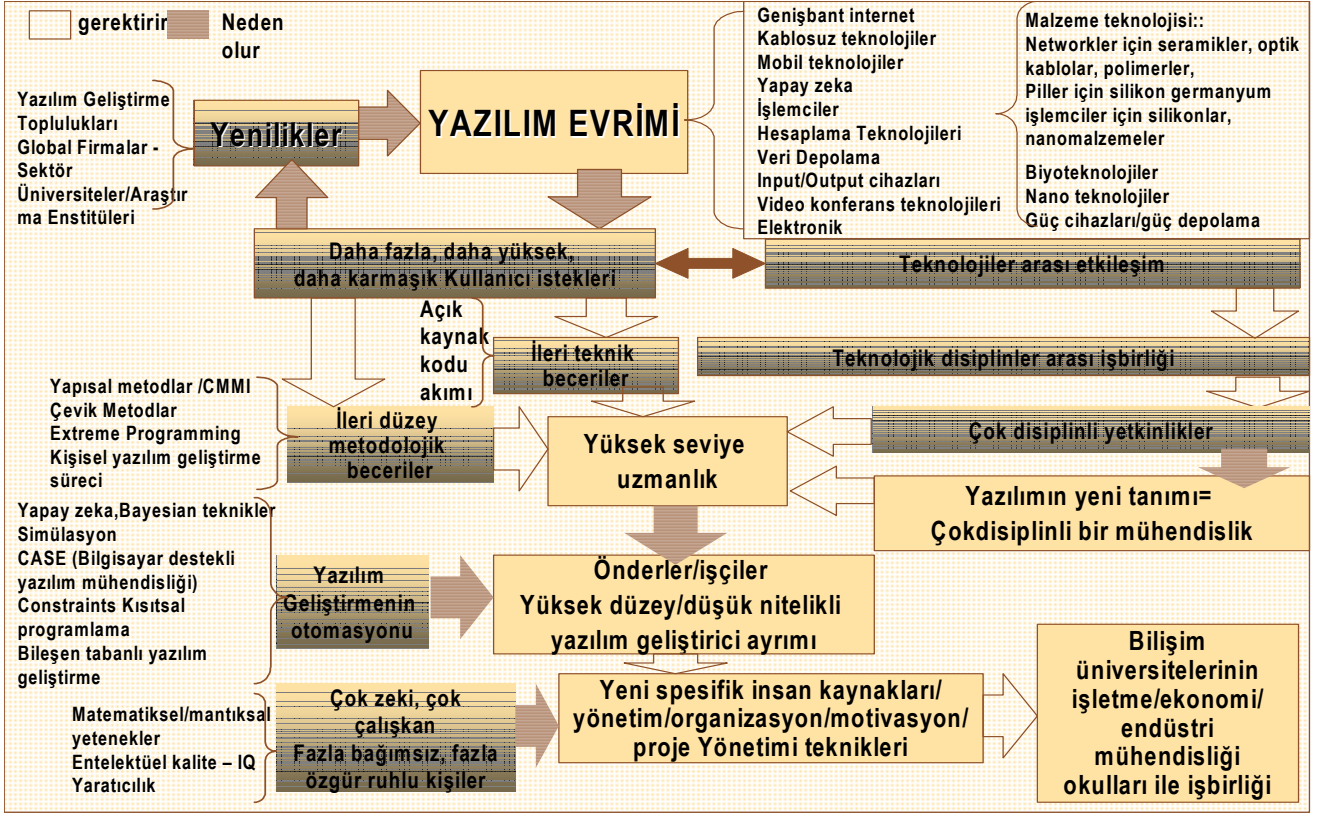 gerektirir
Neden
olur
Yazılım Geliştirme
Toplulukları
Global Firmalar -
Sektör
Üniversiteler/Araştır
ma Enstitüleri
Yenilikler
YAZILIM EVRİMİ
Genişbant internet
Kablosuz teknolojiler
Mobil teknolojiler
Yapay zeka
İşlemciler
Hesaplama Teknolojileri
Veri Depolama
Input/Output cihazları
Video konferans teknolojileri
Elektronik
Malzeme teknolojisi::
Networkler için seramikler, optik
kablolar, polimerler,
Piller için silikon germanyum
işlemciler için silikonlar,
nanomalzemeler
Biyoteknolojiler
Nano teknolojiler
Güç cihazları/güç depolama
Daha fazla, daha yüksek,
daha karmaşık Kullanıcı istekleri
Teknolojiler arası etkileşim
Açık
kaynak
kodu
akımı
İleri teknik
beceriler
Teknolojik disiplinler arası işbirliği
Yapısal metodlar /CMMI
Çevik Metodlar
Extreme Programming
Kişisel yazılım geliştirme
süreci
İleri düzey
metodolojik
beceriler
Yüksek seviye
uzmanlık
Çok disiplinli yetkinlikler
Yazılımın yeni tanımı=
Çokdisiplinli bir mühendislik
Yapay zeka,Bayesian teknikler
Simülasyon
CASE (Bilgisayar destekli
yazılım mühendisliği)
Constraints Kısıtsal
programlama
Bileşen tabanlı yazılım
geliştirme
Yazılım
Geliştirmenin
otomasyonu
Önderler/işçiler
Yüksek düzey/düşük nitelikli
yazılım geliştirici ayrımı
Matematiksel/mantıksal
yetenekler
Entelektüel kalite – IQ
Yaratıcılık
Çok zeki, çok
çalışkan
Fazla bağımsız, fazla
özgür ruhlu kişiler
Yeni spesifik insan kaynakları/
yönetim/organizasyon/motivasyon/
proje Yönetimi teknikleri
Bilişim
üniversitelerinin
işletme/ekonomi/
endüstri
mühendisliği
okulları ile işbirliği